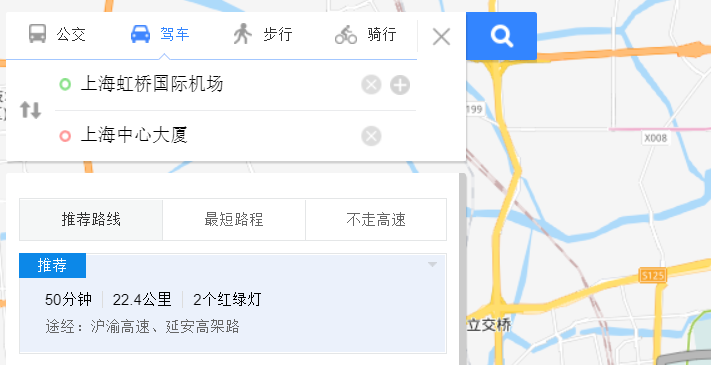 公交 驾车 步行 骑行
上海虹桥国际机场
上海中心大厦
推荐路线 最短路程 不走高速
推荐
50分钟 22.4公里 2个红绿灯
途经：沪渝高速、延安高架路
199
X008
S125
立交桥